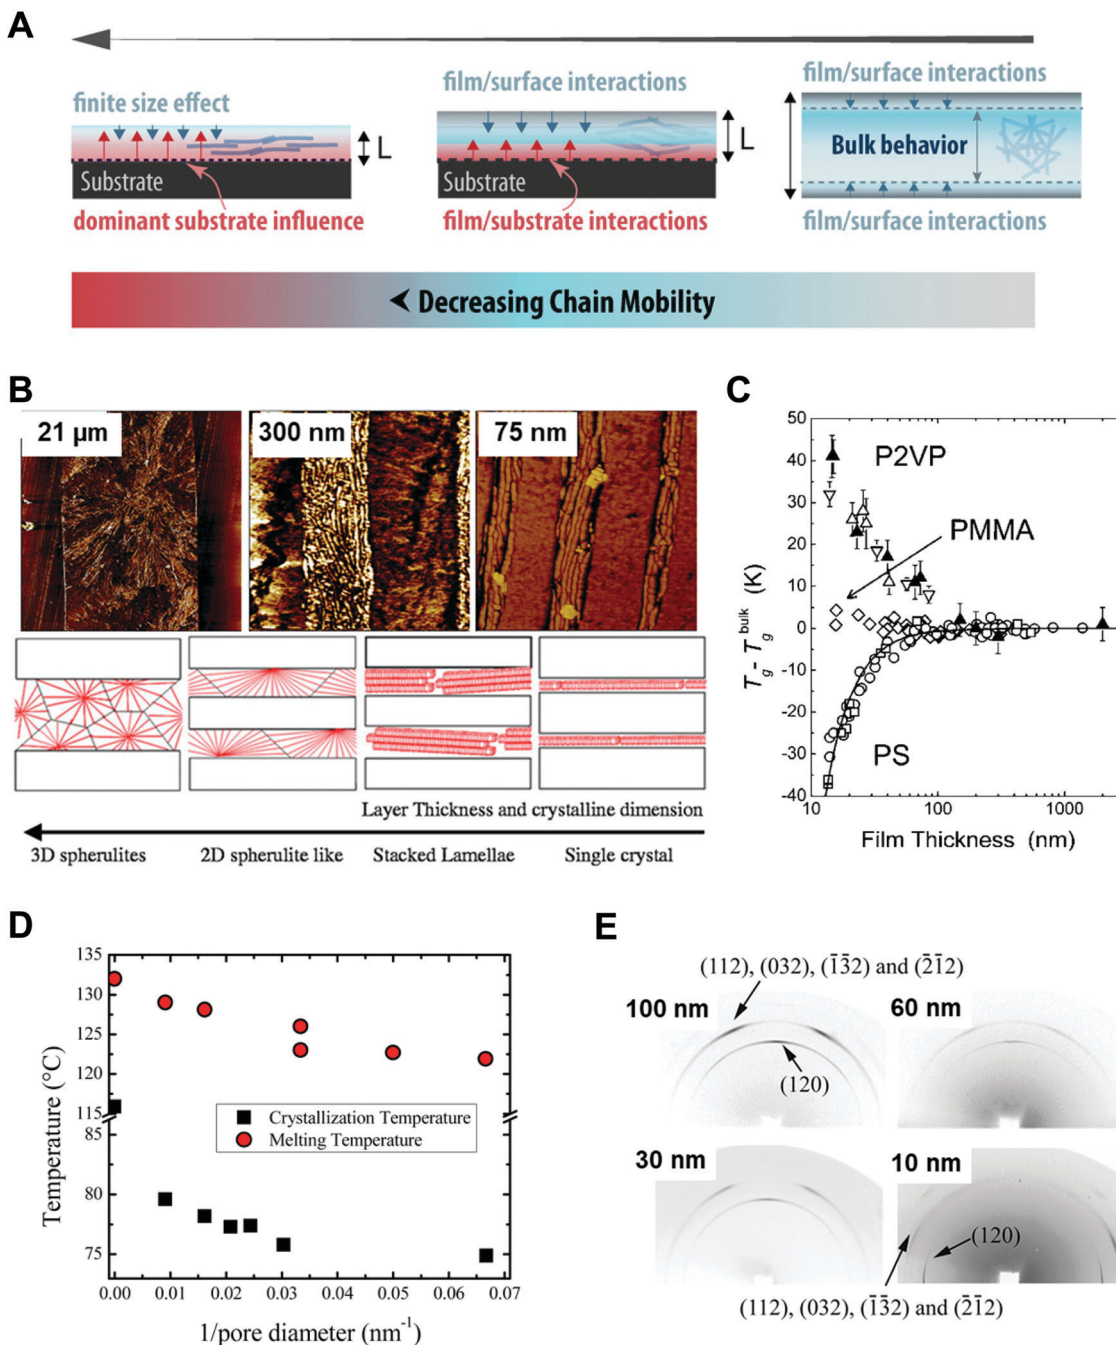 A
finite size effect
film/surface interactions
film/surface interactions
L
L
Bulk behavior
Substrate
Substrate
dominant substrate influence
film/substrate interactions
film/surface interactions
Decreasing Chain Mobility
B
21 µm
300 nm
75 nm
Layer Thickness and crystalline dimension
3D spherulites
2D spherulite like
Stacked Lamellae
Single crystal
C
50
40
30
20
10
0
-10
-20
-30
-40
T_g - T_g^bulk (K)
P2VP
PMMA
PS
10
100
1000
Film Thickness (nm)
D
135
130
125
120
115
85
80
75
Temperature (°C)
Crystallization Temperature
Melting Temperature
0.00 0.01 0.02 0.03 0.04 0.05 0.06 0.07
1/pore diameter (nm⁻¹)
E
(112), (032), (1̅3̅2) and (2̅1̅2)
100 nm
60 nm
(120)
30 nm
10 nm
(120)
(112), (032), (1̅3̅2) and (2̅1̅2)